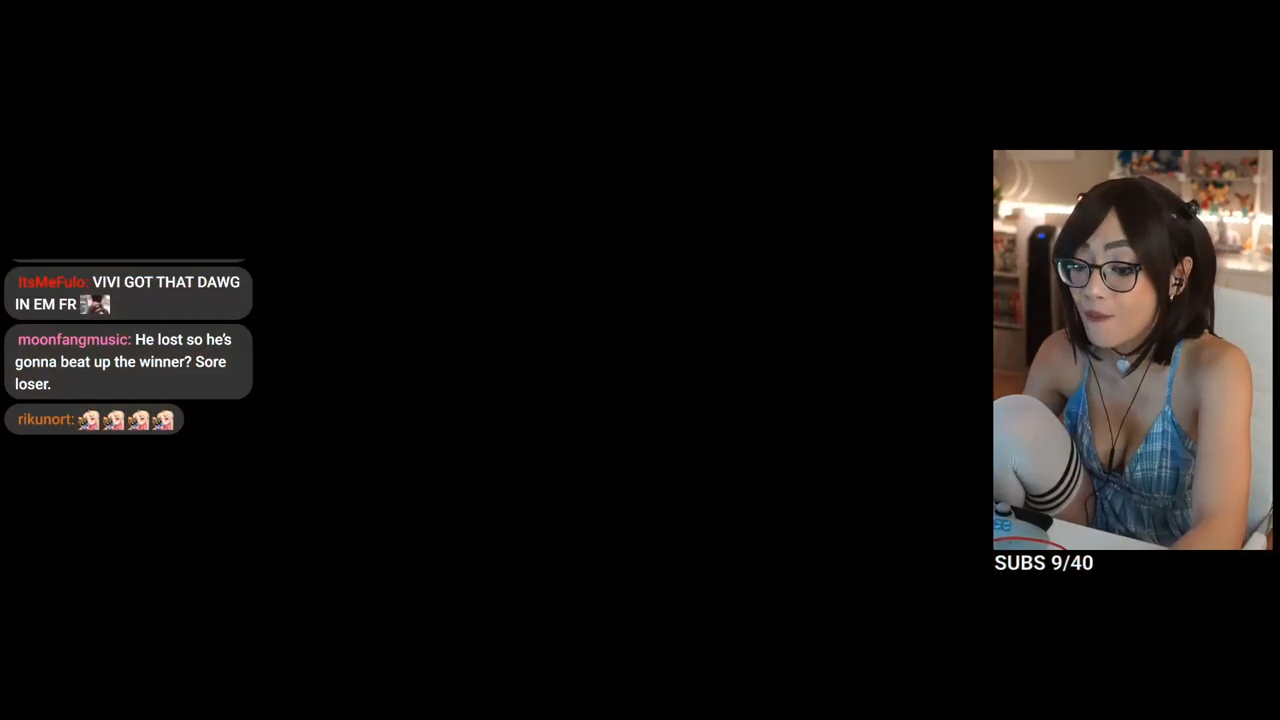 ItsMeFulo: VIVI GOT THAT DAWG
IN EM FR
moonfangmusic: He lost so he's
gonna beat up the winner? Sore
loser.
rikunort:
SUBS 9/40